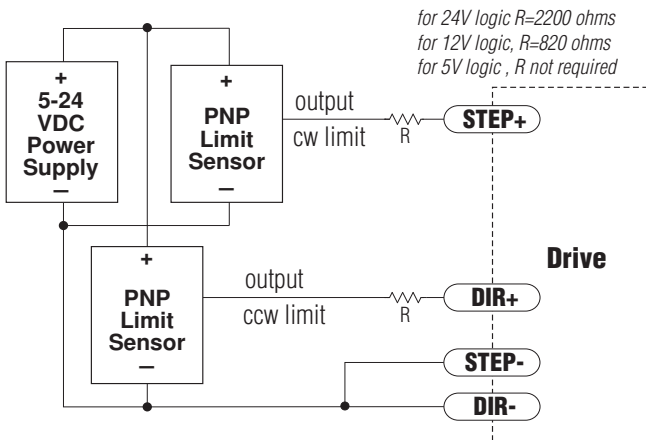 for 24V logic R=2200 ohms
for 12V logic, R=820 ohms
for 5V logic , R not required
+
5-24
VDC
Power
Supply
–
+
PNP
Limit
Sensor
–
output
cw limit
R
STEP+
Drive
+
PNP
Limit
Sensor
–
output
ccw limit
R
DIR+
STEP-
DIR-